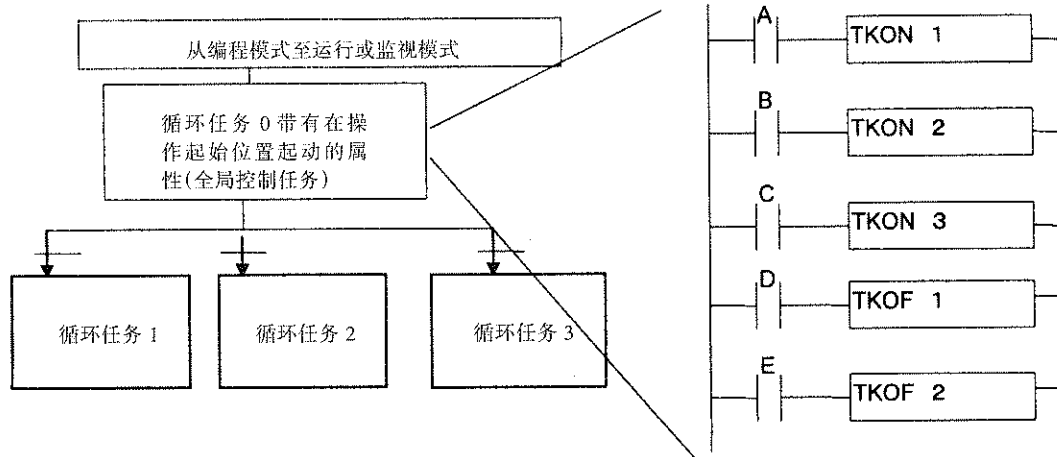 从编程模式至运行或监视模式
循环任务 0 带有在操
作起始位置起动的属
性(全局控制任务)
循环任务 1
循环任务 2
循环任务 3
A
TKON 1
B
TKON 2
C
TKON 3
D
TKOF 1
E
TKOF 2